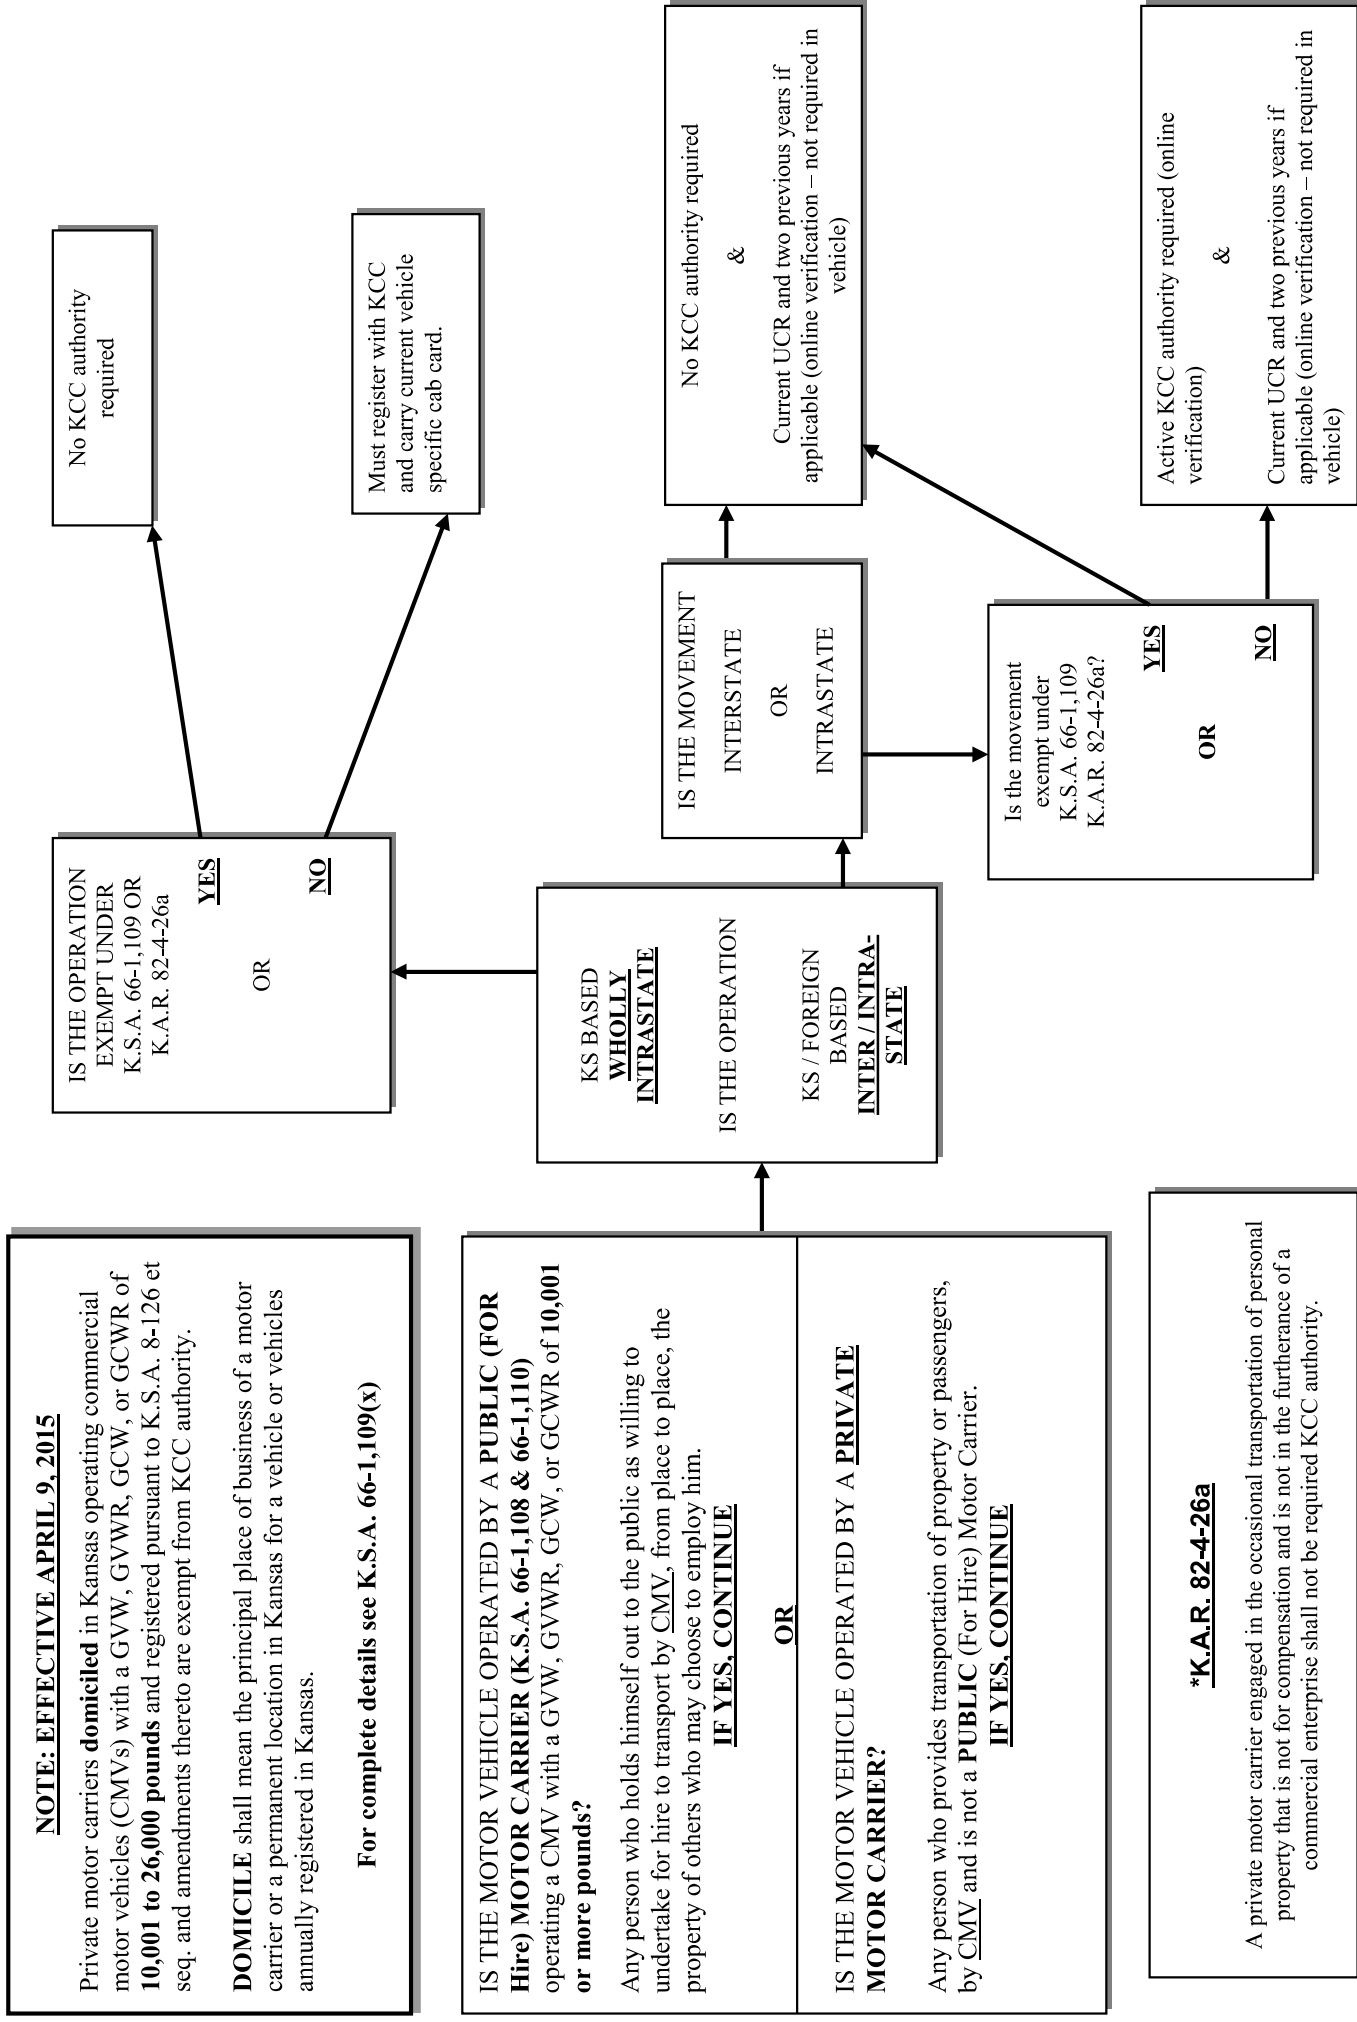 NOTE: EFFECTIVE APRIL 9, 2015
Private motor carriers domiciled in Kansas operating commercial
motor vehicles (CMVs) with a GVW, GVWR, GCW, or GCWR of
10,001 to 26,000 pounds and registered pursuant to K.S.A. 8-126 et
seq. and amendments thereto are exempt from KCC authority.
DOMICILE shall mean the principal place of business of a motor
carrier or a permanent location in Kansas for a vehicle or vehicles
annually registered in Kansas.
For complete details see K.S.A. 66-1,109(x)
IS THE MOTOR VEHICLE OPERATED BY A PUBLIC (FOR
Hire) MOTOR CARRIER (K.S.A. 66-1,108 & 66-1,110)
operating a CMV with a GVW, GVWR, GCW, or GCWR of 10,001
or more pounds?
Any person who holds himself out to the public as willing to
undertake for hire to transport by CMV, from place to place, the
property of others who may choose to employ him.
IF YES, CONTINUE
OR
IS THE MOTOR VEHICLE OPERATED BY A PRIVATE
MOTOR CARRIER?
Any person who provides transportation of property or passengers,
by CMV and is not a PUBLIC (For Hire) Motor Carrier.
IF YES, CONTINUE
*K.A.R. 82-4-26a
A private motor carrier engaged in the occasional transportation of personal
property that is not for compensation and is not in the furtherance of a
commercial enterprise shall not be required KCC authority.
KS BASED
WHOLLY
INTRASTATE
IS THE OPERATION
KS / FOREIGN
BASED
INTER / INTRA-
STATE
IS THE OPERATION
EXEMPT UNDER
K.S.A. 66-1,109 OR
K.A.R. 82-4-26a
YES
OR
NO
No KCC authority
required
Must register with KCC
and carry current vehicle
specific cab card.
IS THE MOVEMENT
INTERSTATE
OR
INTRASTATE
Is the movement
exempt under
K.S.A. 66-1,109
K.A.R. 82-4-26a?
YES
OR
NO
No KCC authority required
&
Current UCR and two previous years if
applicable (online verification – not required in
vehicle)
Active KCC authority required (online
verification)
&
Current UCR and two previous years if
applicable (online verification – not required in
vehicle)